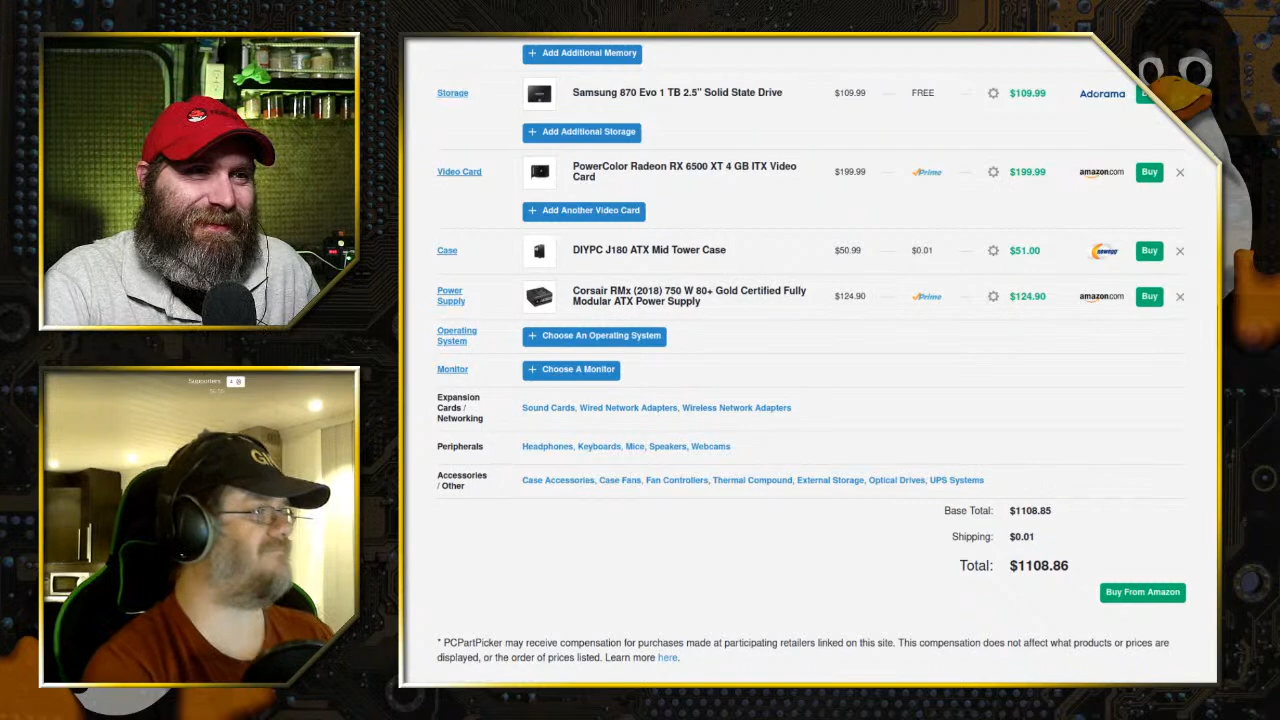 + Add Additional Memory
Storage
Samsung 870 Evo 1 TB 2.5" Solid State Drive
$109.99
FREE
$109.99
Adorama
+ Add Additional Storage
Video Card
PowerColor Radeon RX 6500 XT 4 GB ITX Video
Card
$199.99
Prime
$199.99
amazon.com
Buy
+ Add Another Video Card
Case
DIYPC J180 ATX Mid Tower Case
$50.99
$0.01
$51.00
newegg
Buy
Power
Supply
Corsair RMx (2018) 750 W 80+ Gold Certified Fully
Modular ATX Power Supply
$124.90
Prime
$124.90
amazon.com
Buy
Operating
System
+ Choose An Operating System
Monitor
+ Choose A Monitor
Expansion
Cards /
Networking
Sound Cards, Wired Network Adapters, Wireless Network Adapters
Peripherals
Headphones, Keyboards, Mice, Speakers, Webcams
Accessories
/ Other
Case Accessories, Case Fans, Fan Controllers, Thermal Compound, External Storage, Optical Drives, UPS Systems
Base Total: $1108.85
Shipping: $0.01
Total: $1108.86
Buy From Amazon
* PCPartPicker may receive compensation for purchases made at participating retailers linked on this site. This compensation does not affect what products or prices are
displayed, or the order of prices listed. Learn more here.
Supporters